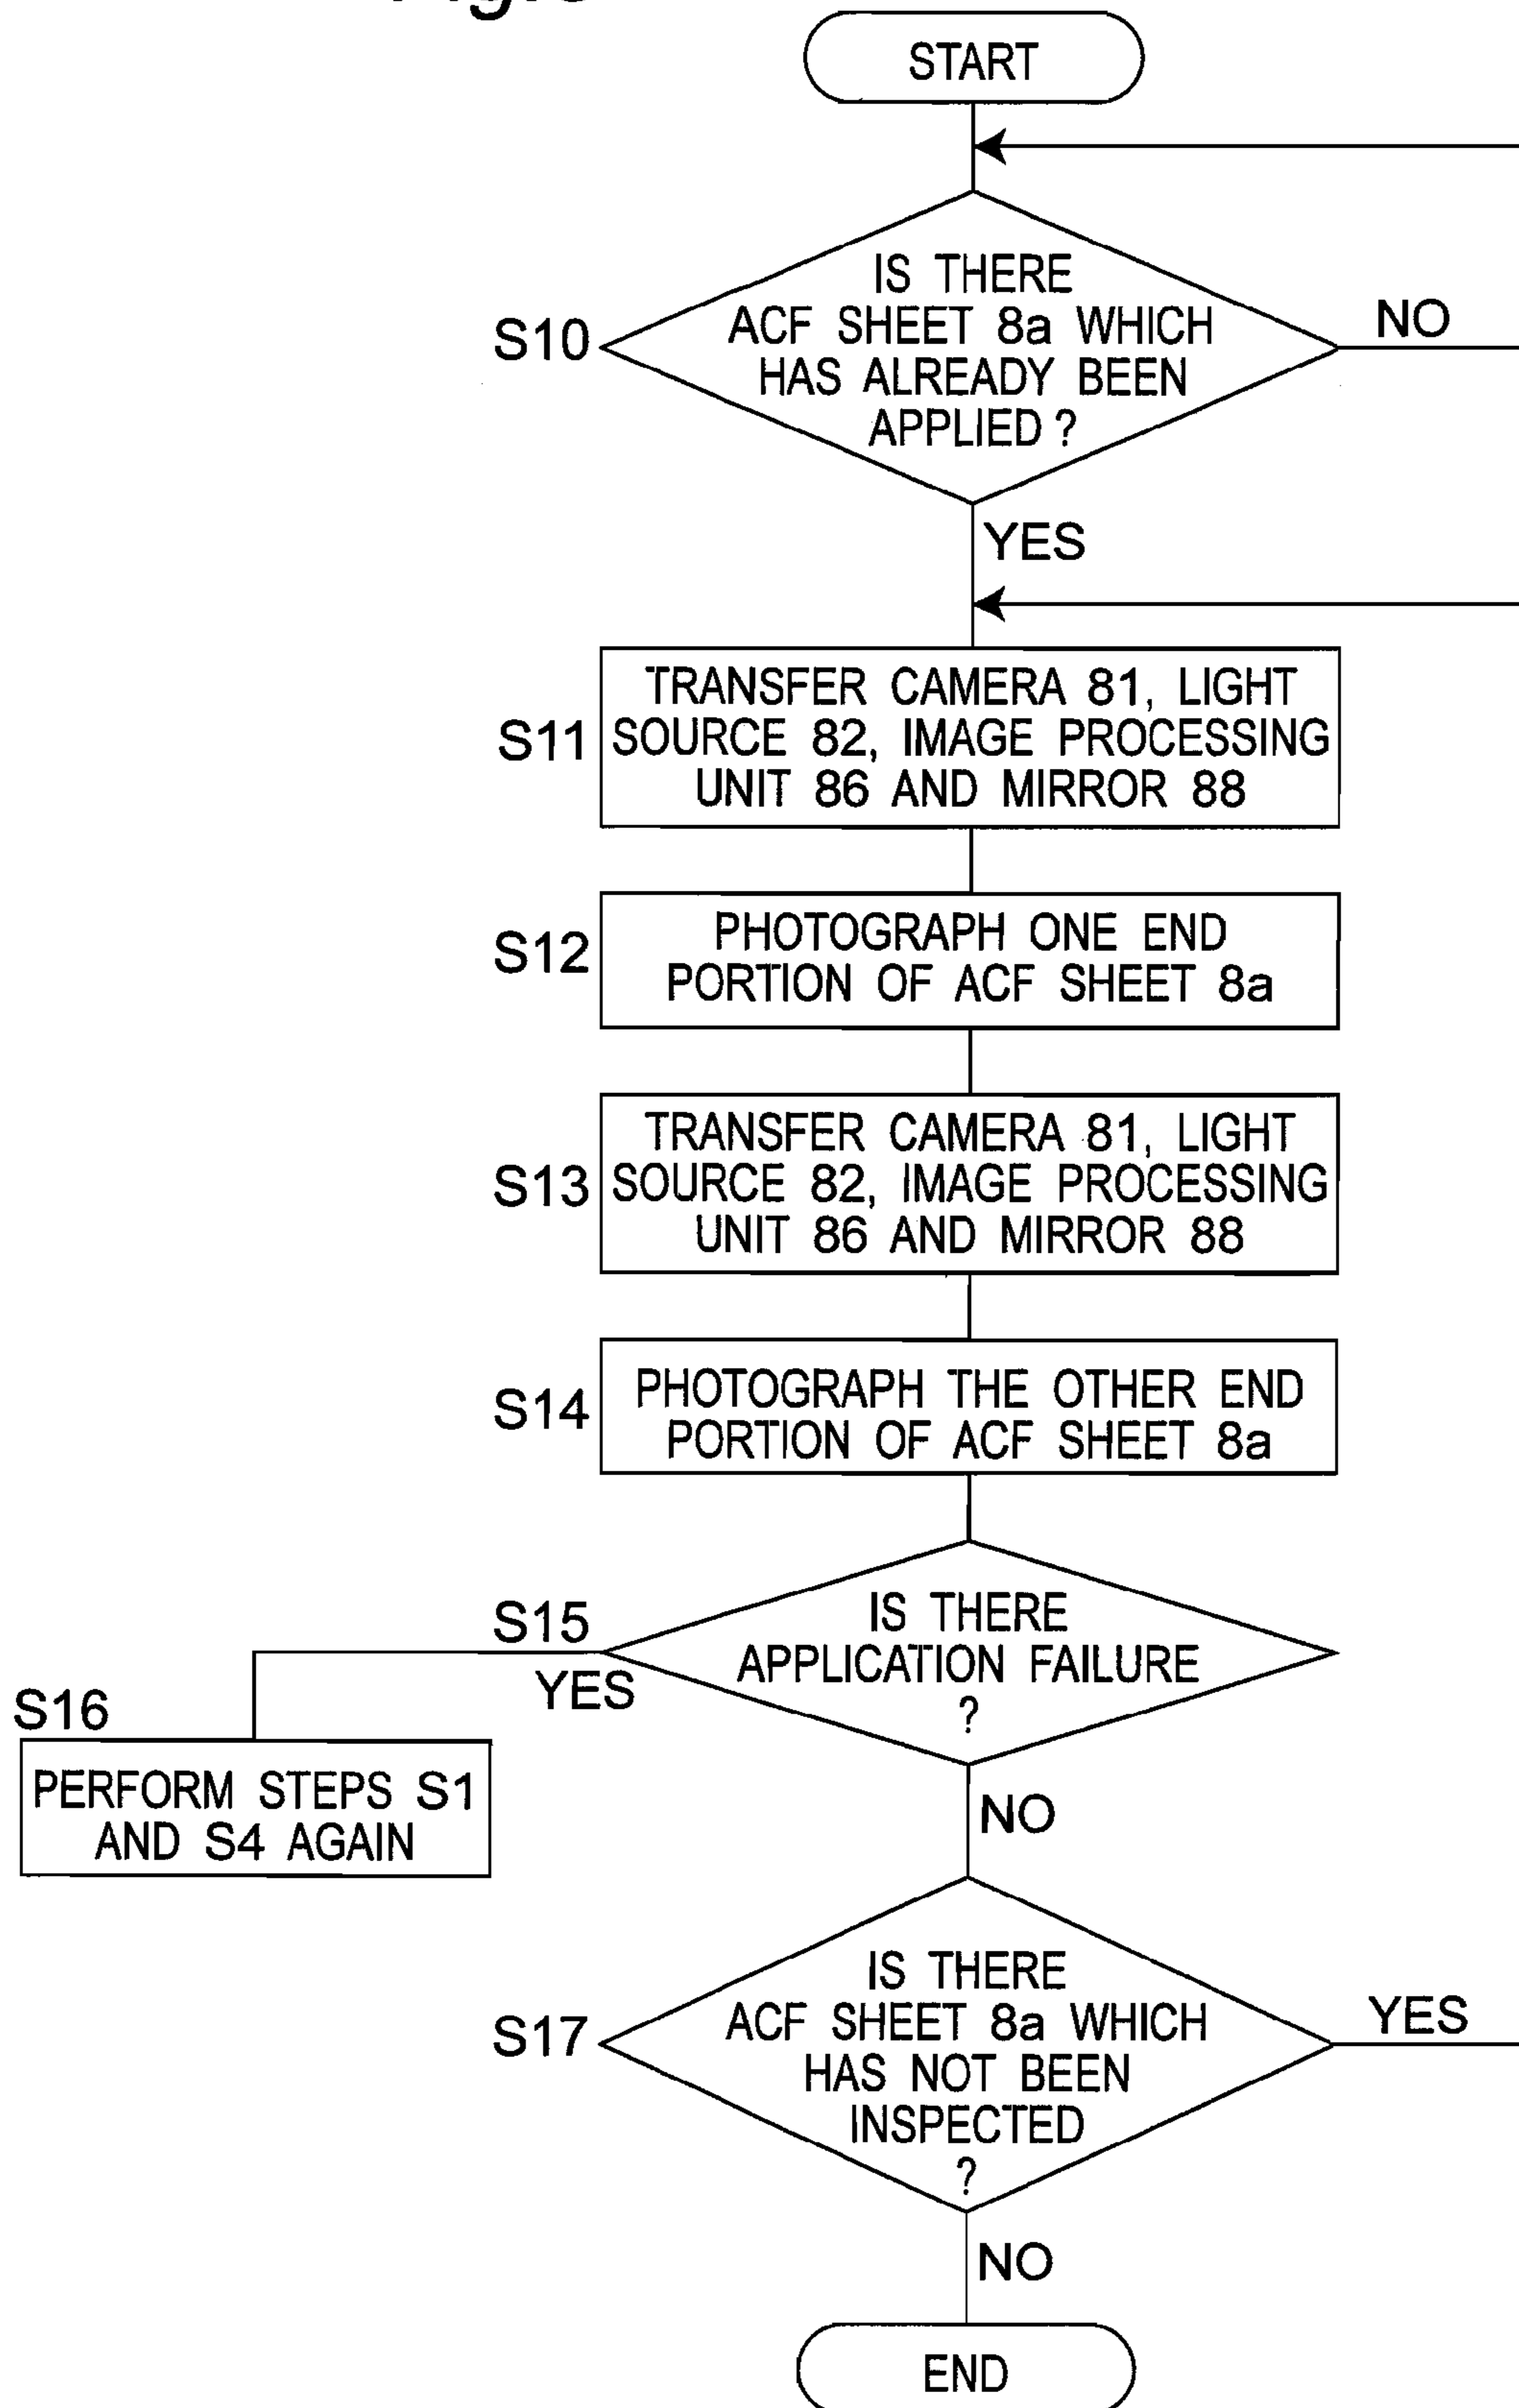 START
IS THERE
ACF SHEET 8a WHICH
HAS ALREADY BEEN
APPLIED ?
S10
NO
YES
S11
TRANSFER CAMERA 81, LIGHT
SOURCE 82, IMAGE PROCESSING
UNIT 86 AND MIRROR 88
S12
PHOTOGRAPH ONE END
PORTION OF ACF SHEET 8a
S13
TRANSFER CAMERA 81, LIGHT
SOURCE 82, IMAGE PROCESSING
UNIT 86 AND MIRROR 88
S14
PHOTOGRAPH THE OTHER END
PORTION OF ACF SHEET 8a
S15
IS THERE
APPLICATION FAILURE
?
YES
S16
PERFORM STEPS S1
AND S4 AGAIN
NO
S17
IS THERE
ACF SHEET 8a WHICH
HAS NOT BEEN
INSPECTED
?
YES
NO
END